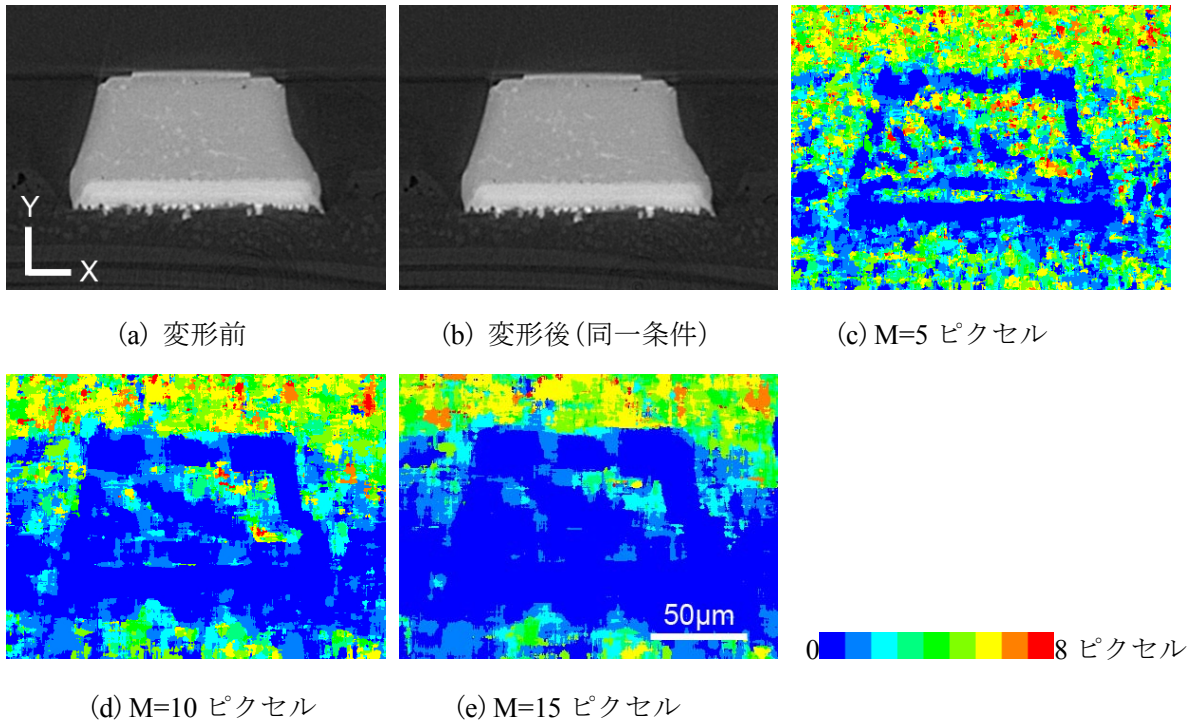 Y
X
(a) 変形前
(b) 変形後(同一条件)
(c) M=5 ピクセル
50μm
0 8 ピクセル
(d) M=10 ピクセル
(e) M=15 ピクセル